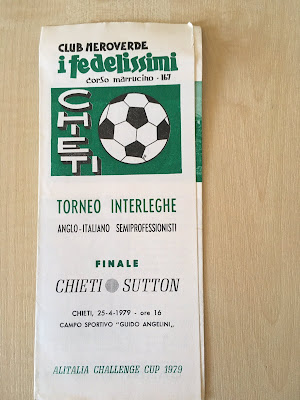 CLUB NEROVERDE
i fedelissimi
corso marrucino - 167
CHIETI
TORNEO INTERLEGHE
ANGLO-ITALIANO SEMIPROFESSIONISTI
FINALE
CHIETI SUTTON
CHIETI, 25-4-1979 - ore 16
CAMPO SPORTIVO "GUIDO ANGELINI„
ALITALIA CHALLENGE CUP 1979